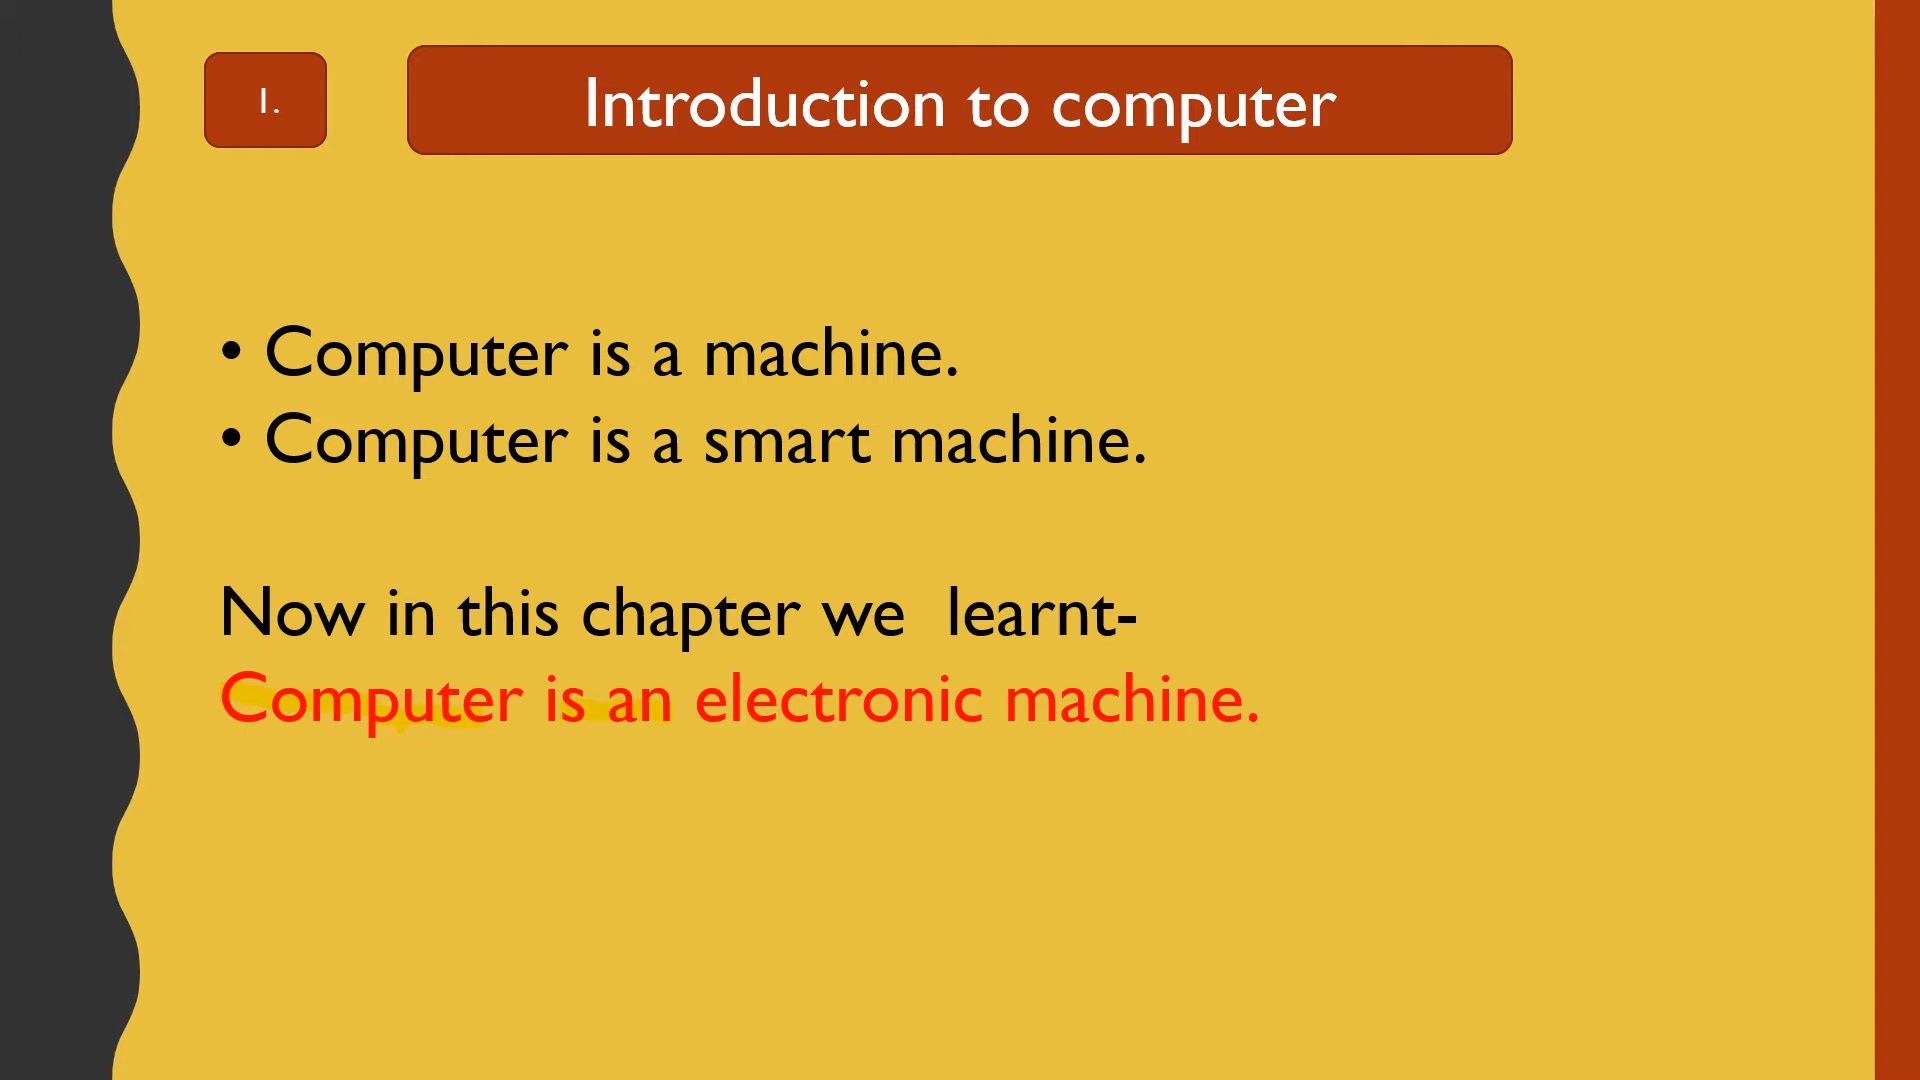 1.
Introduction to computer
• Computer is a machine.
• Computer is a smart machine.
Now in this chapter we  learnt-
Computer is an electronic machine.